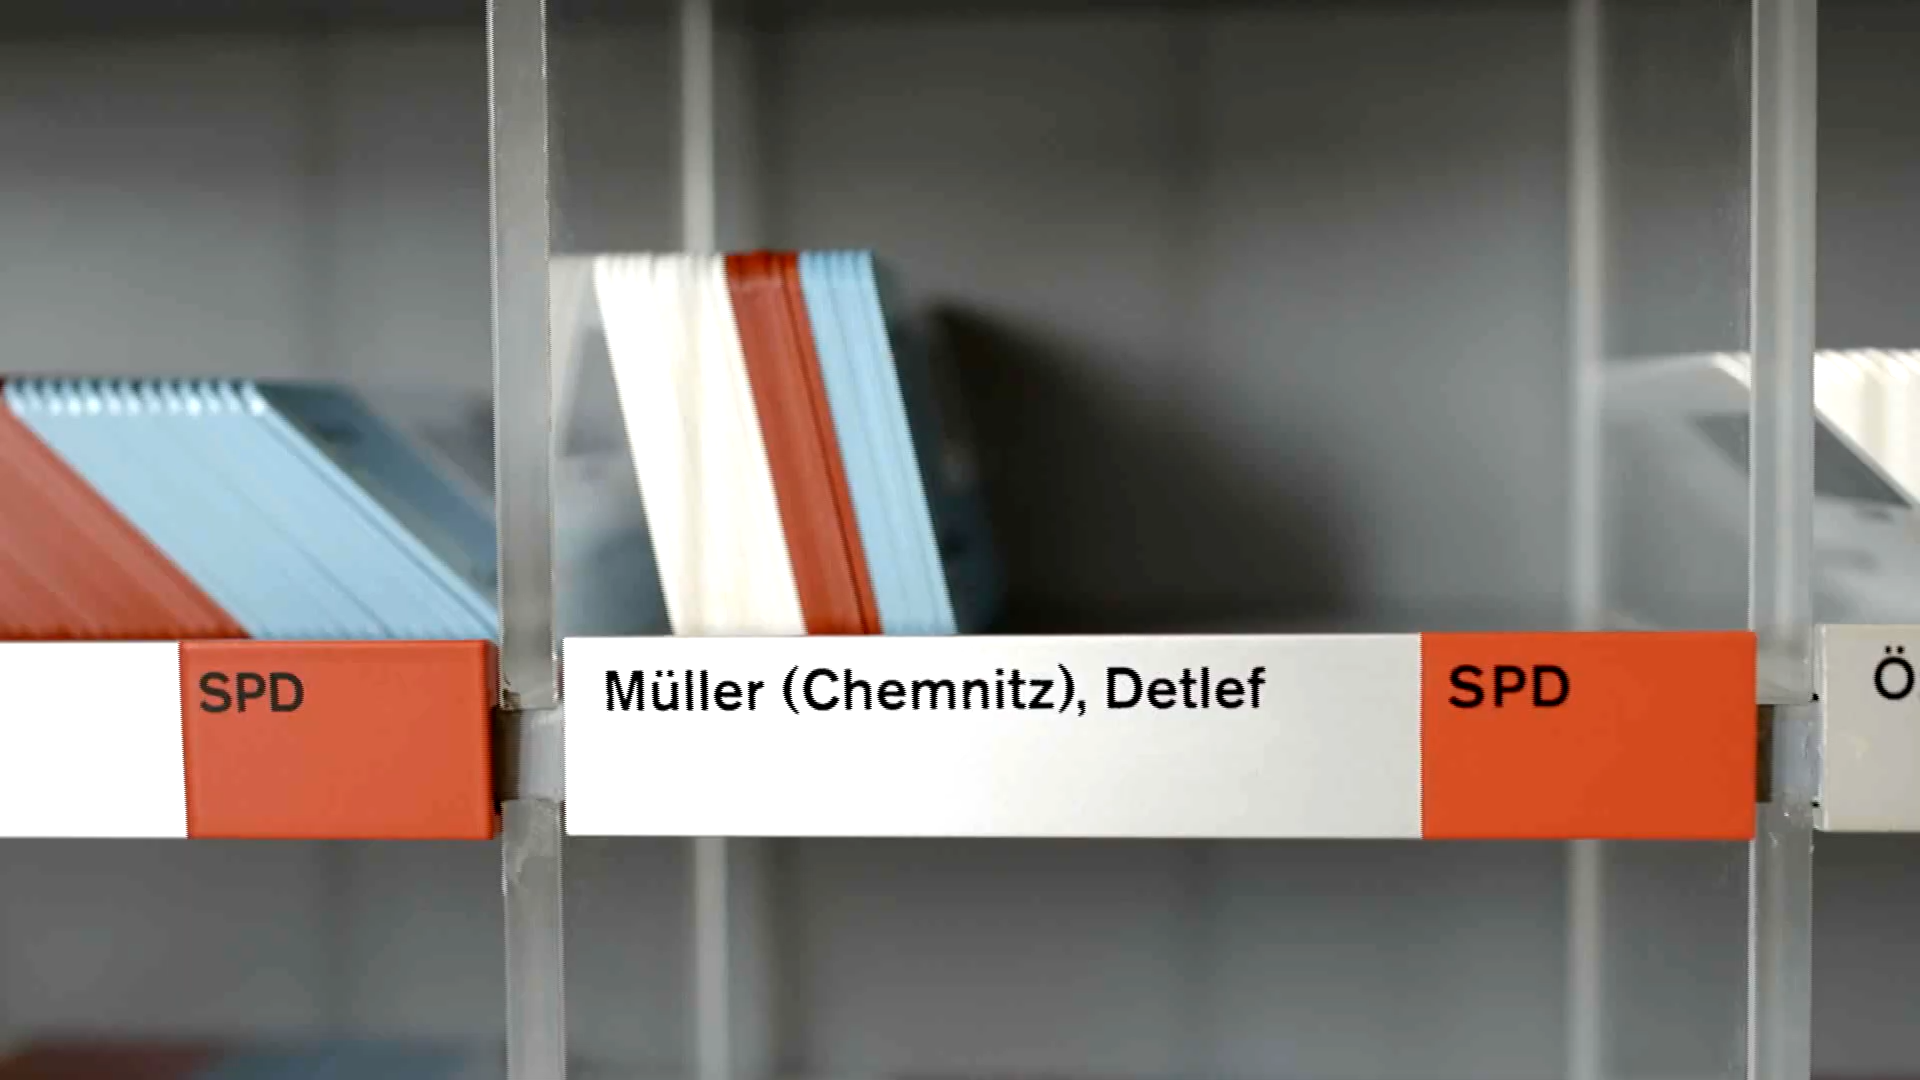 SPD
Müller (Chemnitz), Detlef SPD
Ö